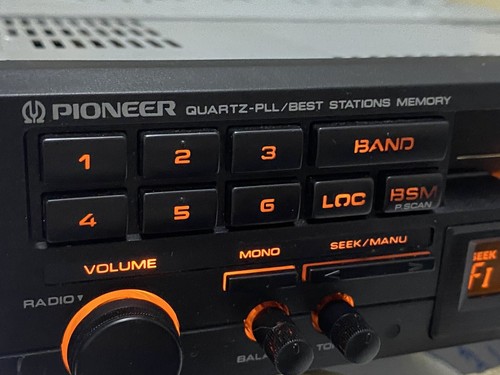 PIONEER QUARTZ-PLL/BEST STATIONS MEMORY
1 2 3 BAND
4 5 6 LOC BSM
P.SCAN
VOLUME MONO SEEK/MANU
SEEK
RADIO